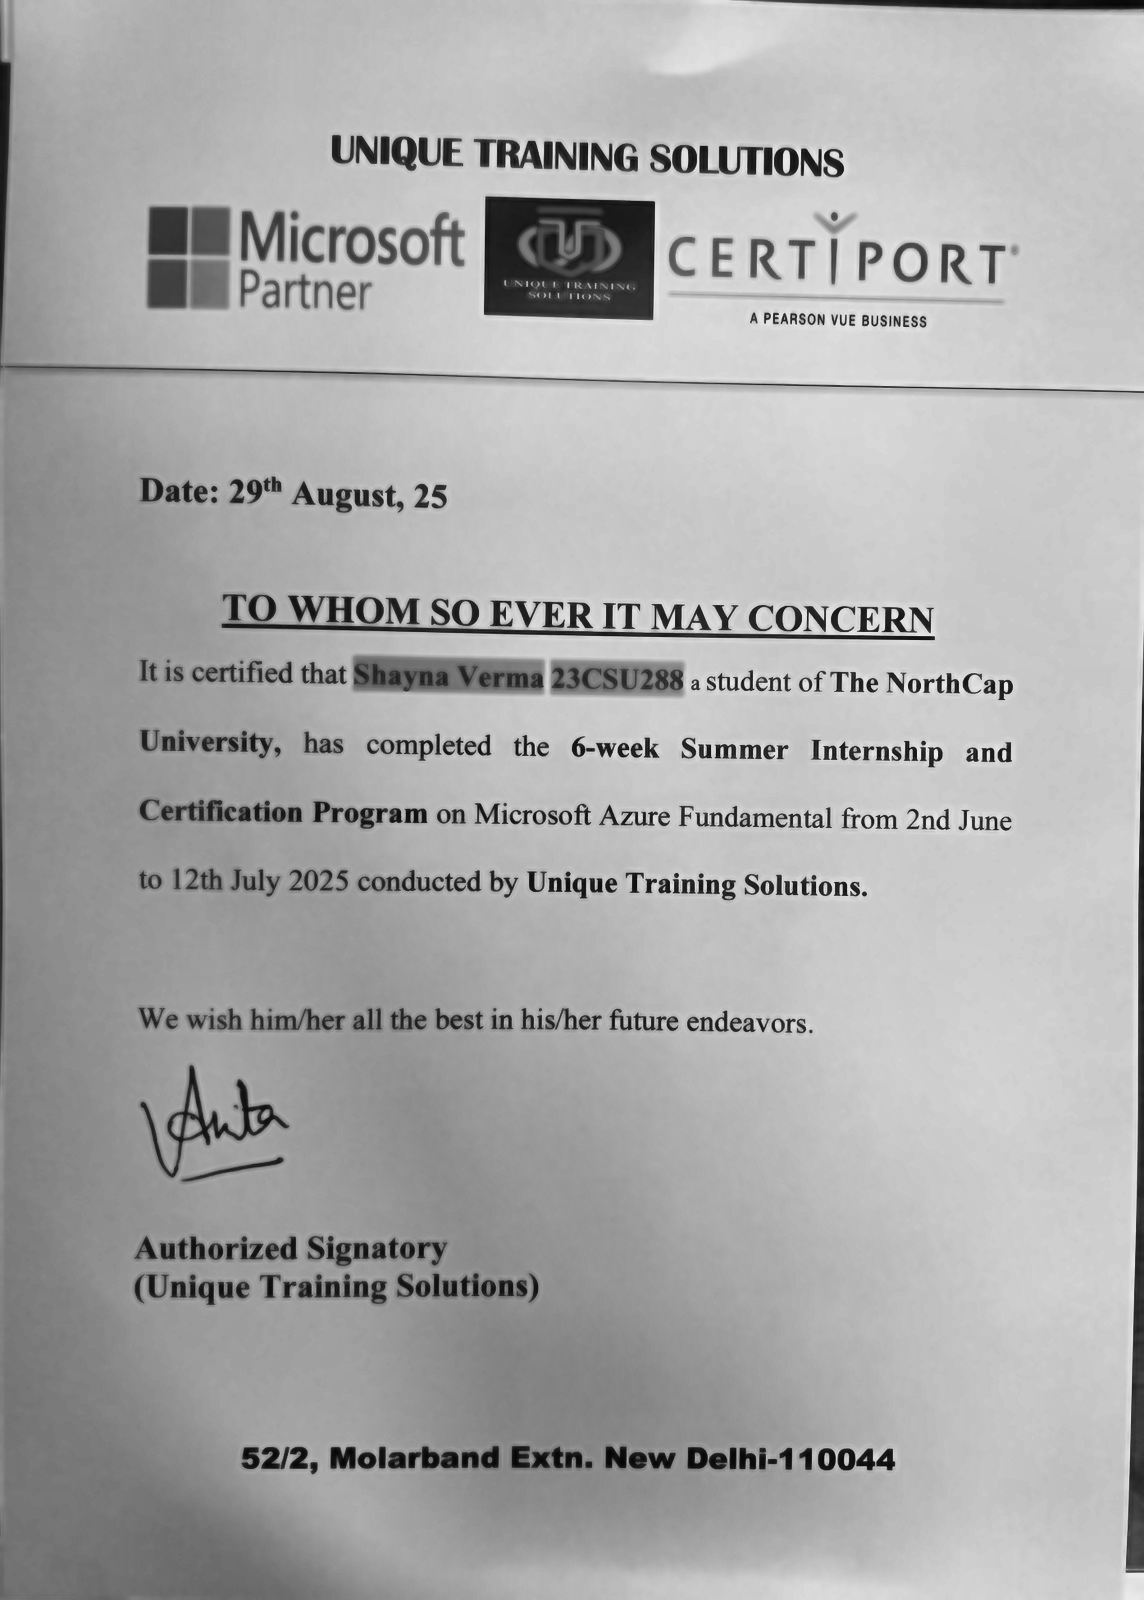 UNIQUE TRAINING SOLUTIONS
Microsoft
Partner
UNIQUE TRAINING
SOLUTIONS
CERTIPORT®
A PEARSON VUE BUSINESS
Date: 29th August, 25
TO WHOM SO EVER IT MAY CONCERN
It is certified that Shayna Verma 23CSU288 a student of The NorthCap
University, has completed the 6-week Summer Internship and
Certification Program on Microsoft Azure Fundamental from 2nd June
to 12th July 2025 conducted by Unique Training Solutions.
We wish him/her all the best in his/her future endeavors.
Anita
Authorized Signatory
(Unique Training Solutions)
52/2, Molarband Extn. New Delhi-110044